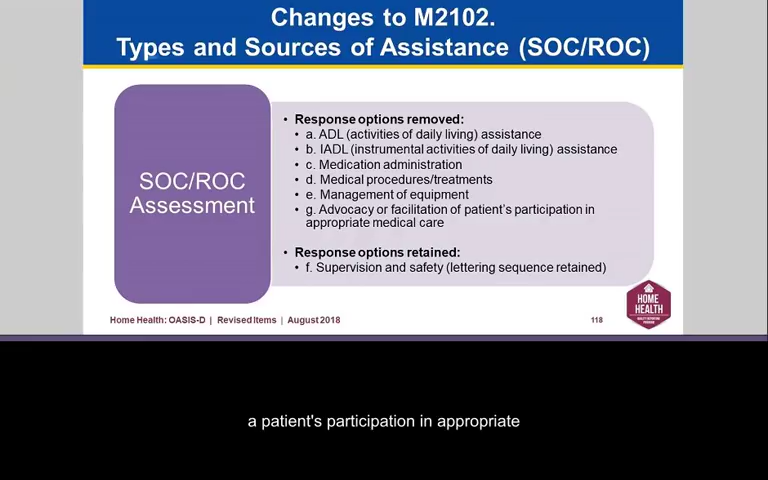 Changes to M2102.
Types and Sources of Assistance (SOC/ROC)
SOC/ROC
Assessment
• Response options removed:
• a. ADL (activities of daily living) assistance
• b. IADL (instrumental activities of daily living) assistance
• c. Medication administration
• d. Medical procedures/treatments
• e. Management of equipment
• g. Advocacy or facilitation of patient's participation in
appropriate medical care
• Response options retained:
• f. Supervision and safety (lettering sequence retained)
Home Health: OASIS-D | Revised Items | August 2018
118
HOME
HEALTH
a patient's participation in appropriate